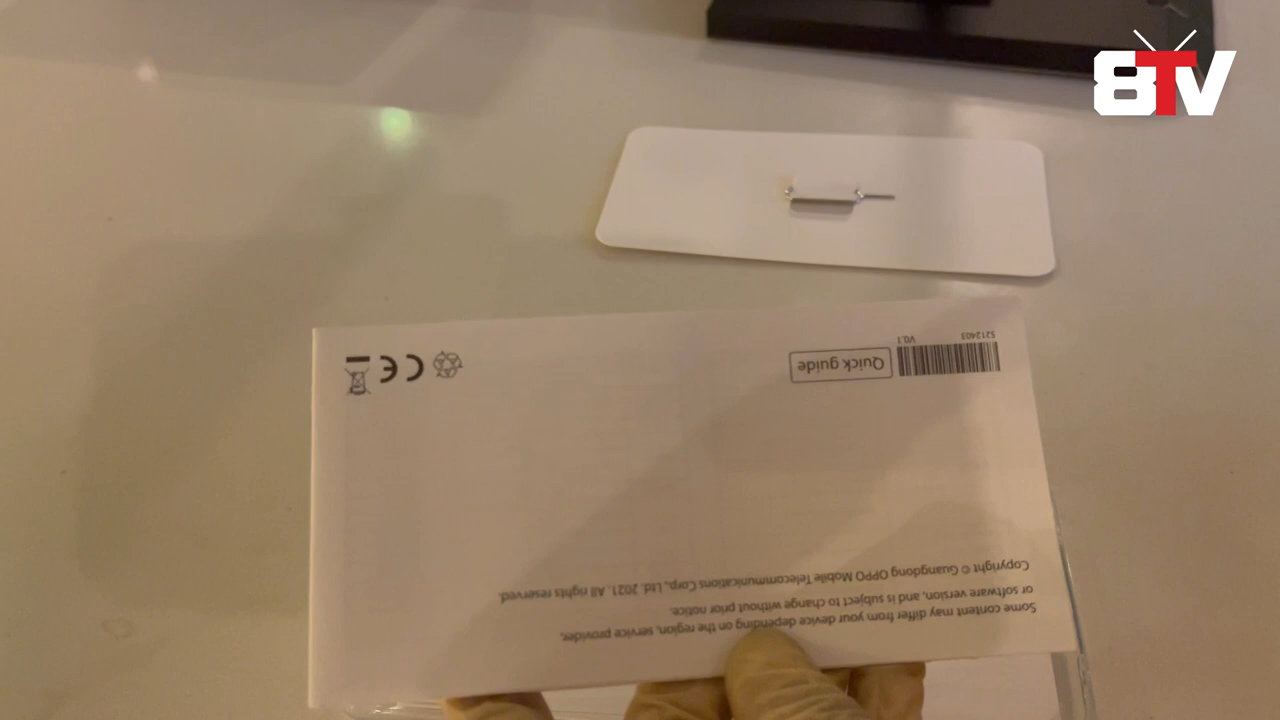 8TV
Some content may differ from your device depending on the region, service provider,
or software version, and is subject to change without prior notice.
Copyright © Guangdong OPPO Mobile Telecommunications Corp., Ltd. 2021. All rights reserved.
5212403
V0.1
Quick guide
CE